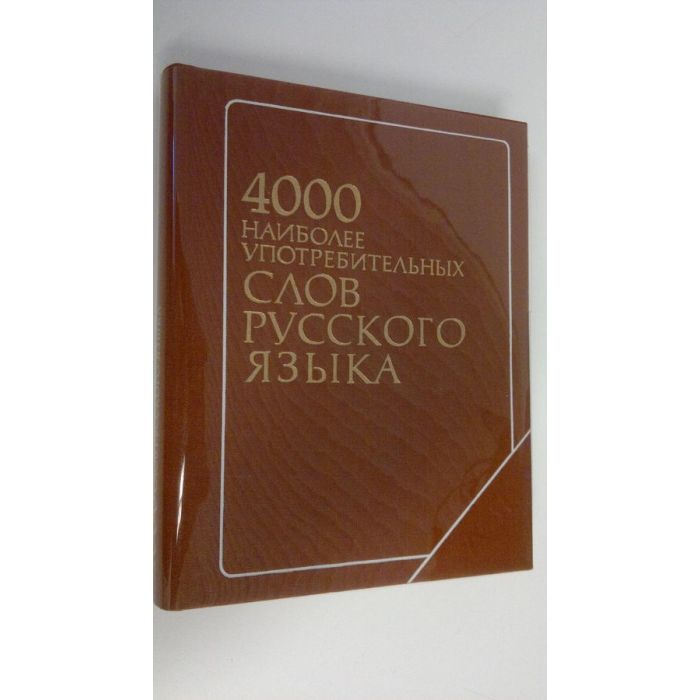 4000
НАИБОЛЕЕ
УПОТРЕБИТЕЛЬНЫХ
СЛОВ
РУССКОГО
ЯЗЫКА